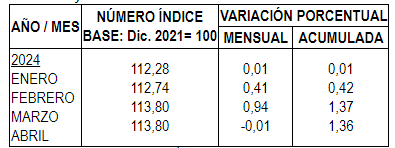 AÑO / MES NÚMERO ÍNDICE BASE: Dic. 2021= 100 VARIACIÓN PORCENTUAL
MENSUAL ACUMULADA
2024
ENERO 112,28 0,01 0,01
FEBRERO 112,74 0,41 0,42
MARZO 113,80 0,94 1,37
ABRIL 113,80 -0,01 1,36